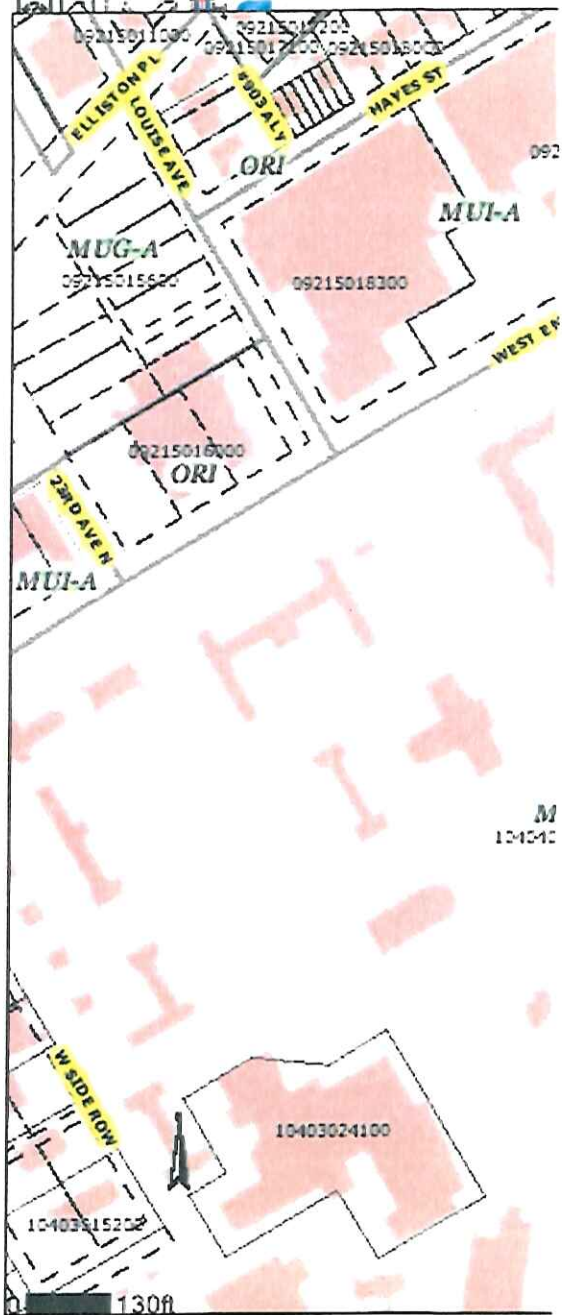 09215011000
ELLISTON PL
LOUISE AVE
#903 ALY
HAYES ST
ORI
MUI-A
MUG-A
09215018300
WEST EN
09215016000
ORI
23RD AVE N
MUI-A
M
W SIDE ROW
10403024100
130ft